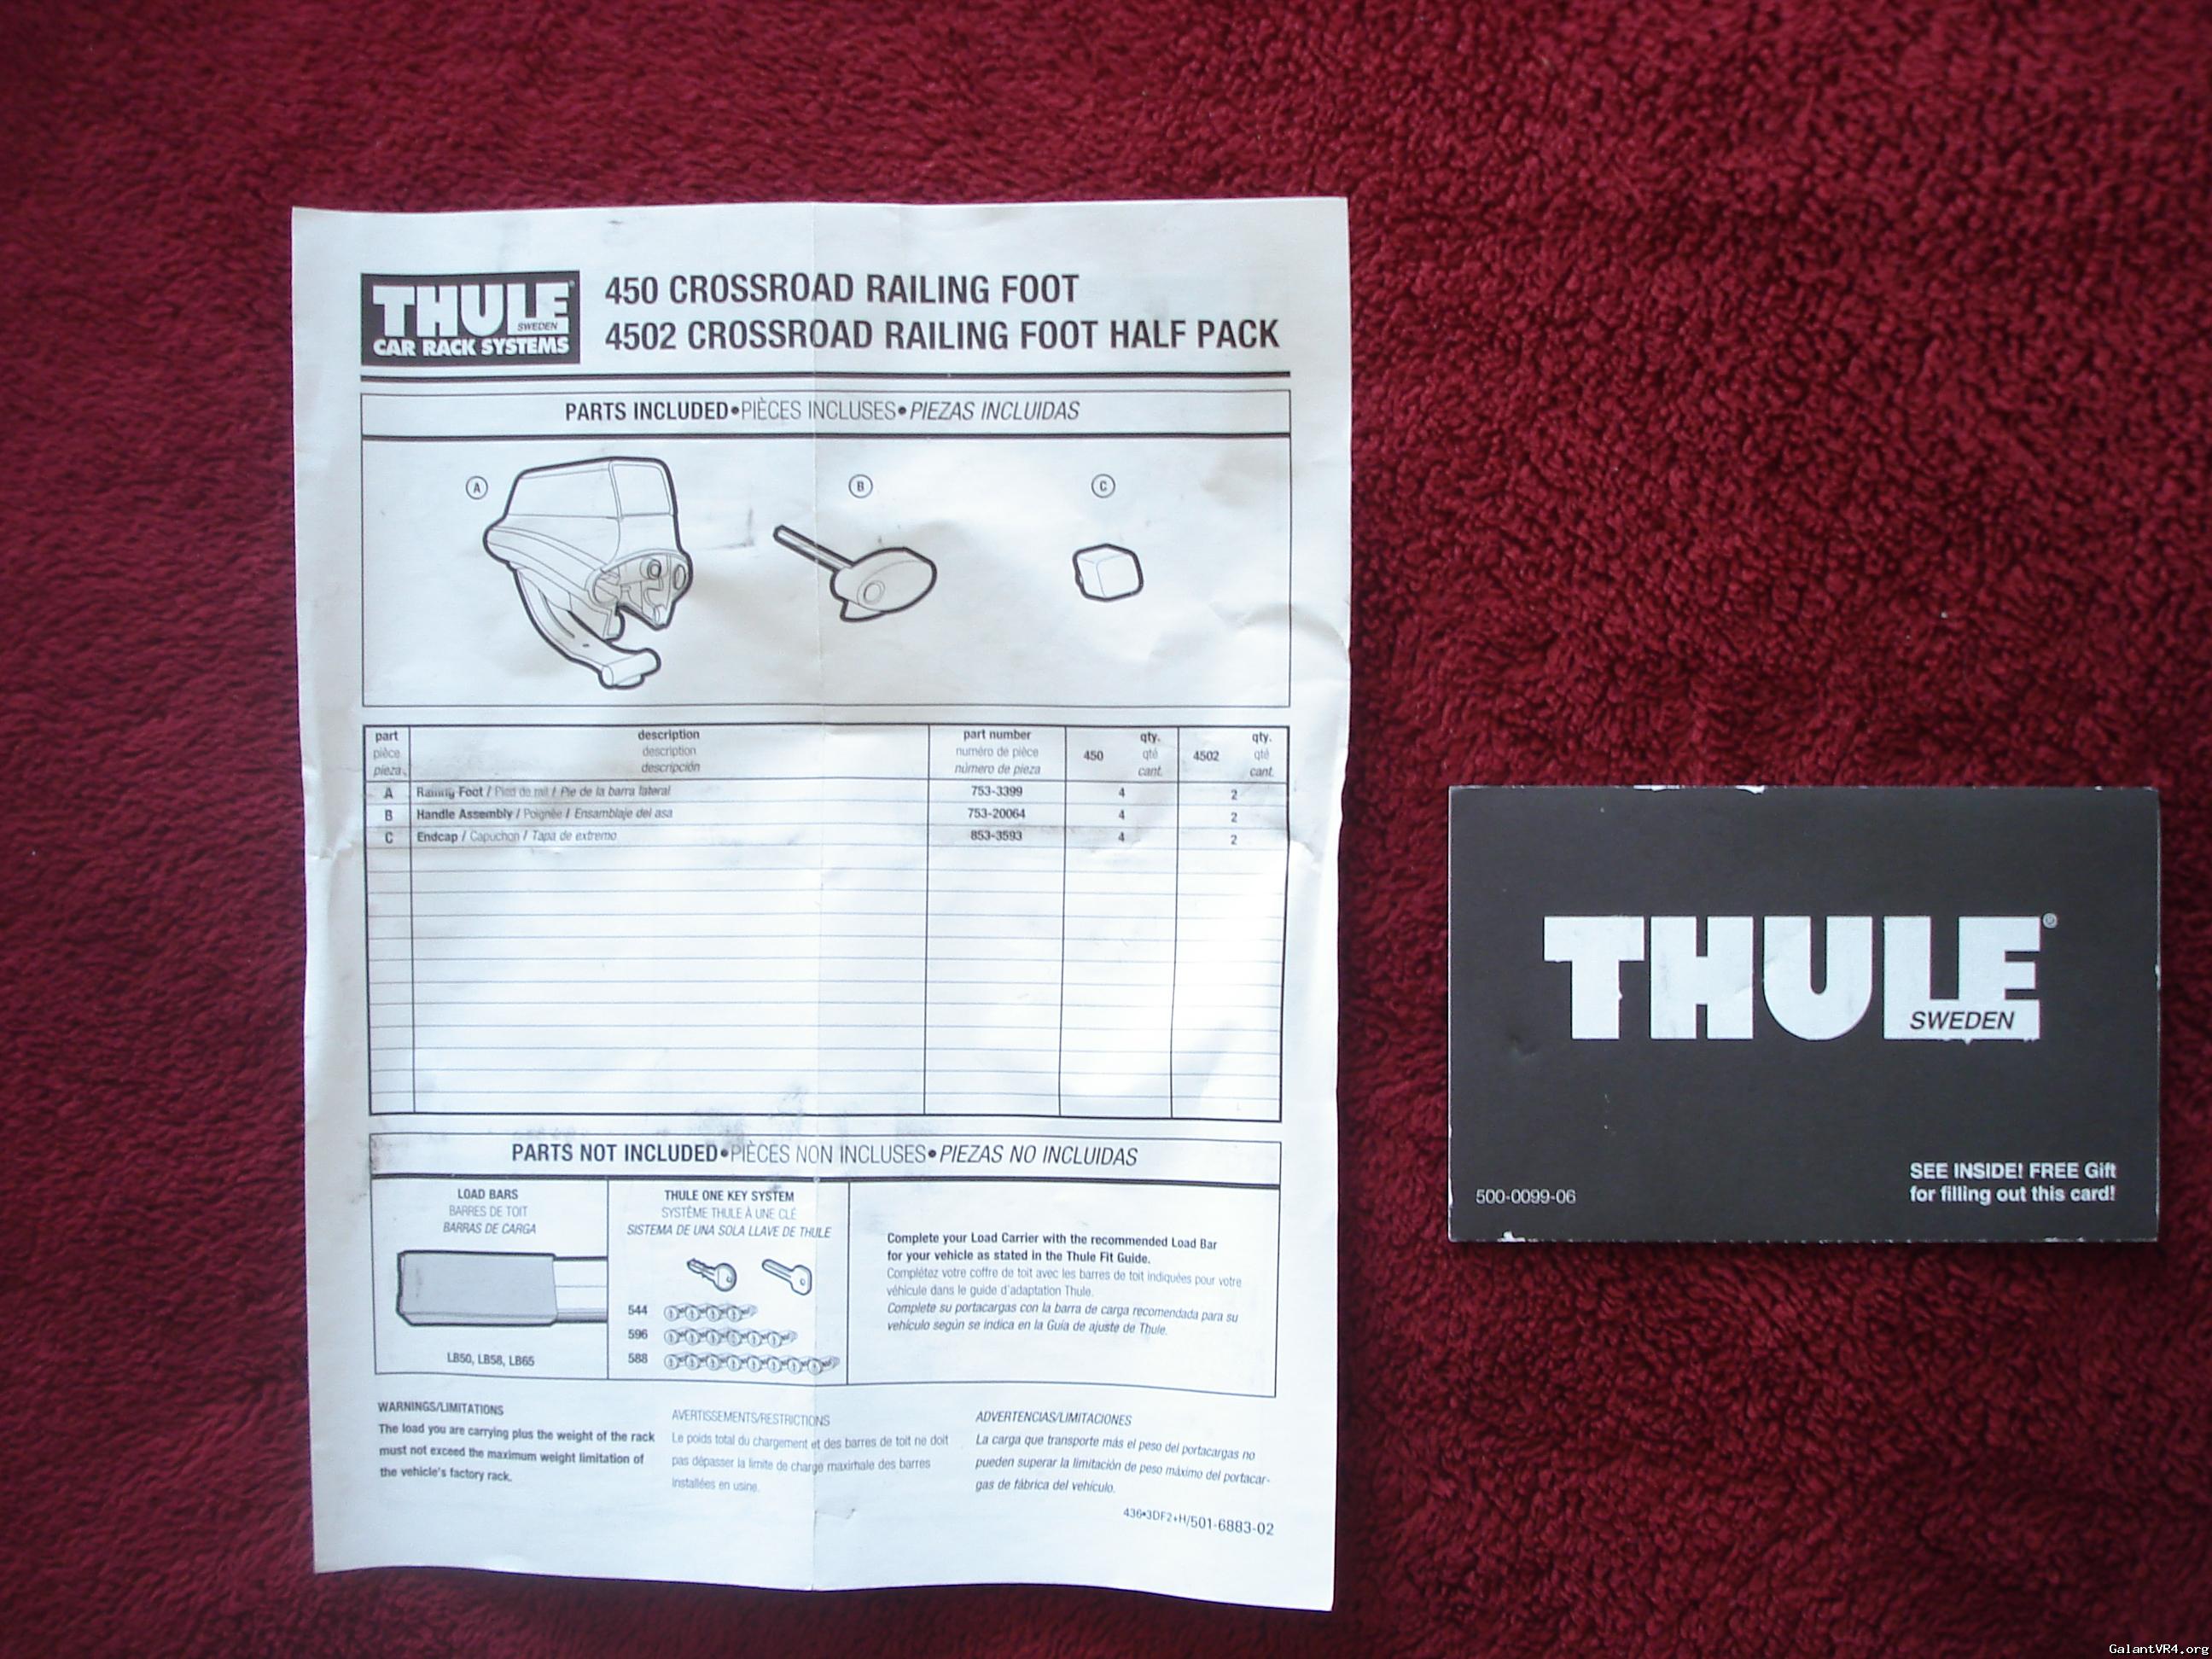 THULE
SWEDEN
CAR RACK SYSTEMS
450 CROSSROAD RAILING FOOT
4502 CROSSROAD RAILING FOOT HALF PACK
PARTS INCLUDED•PIÈCES INCLUSES•PIEZAS INCLUIDAS
A B C
part description part number 450 qty. 4502 qty.
pièce description numéro de pièce qté qté
pieza descripción número de pieza cant. cant.
A Railing Foot / Pied de rail / Pie de la barra lateral 753-3399 4 2
B Handle Assembly / Poignée / Ensamblaje del asa 753-20064 4 2
C Endcap / Capuchon / Tapa de extremo 853-3593 4 2
PARTS NOT INCLUDED•PIÈCES NON INCLUSES•PIEZAS NO INCLUIDAS
LOAD BARS
BARRES DE TOIT
BARRAS DE CARGA
LB50, LB58, LB65
THULE ONE KEY SYSTEM
SYSTÈME THULE À UNE CLÉ
SISTEMA DE UNA SOLA LLAVE DE THULE
544
596
588
Complete your Load Carrier with the recommended Load Bar
for your vehicle as stated in the Thule Fit Guide.
Complétez votre coffre de toit avec les barres de toit indiquées pour votre
véhicule dans le guide d'adaptation Thule.
Complete su portacargas con la barra de carga recomendada para su
vehículo según se indica en la Guía de ajuste de Thule.
WARNINGS/LIMITATIONS
The load you are carrying plus the weight of the rack
must not exceed the maximum weight limitation of
the vehicle's factory rack.
AVERTISSEMENTS/RESTRICTIONS
Le poids total du chargement et des barres de toit ne doit
pas dépasser la limite de charge maximale des barres
installées en usine.
ADVERTENCIAS/LIMITACIONES
La carga que transporte más el peso del portacargas no
pueden superar la limitación de peso máximo del portacar-
gas de fábrica del vehículo.
436•3DF2•H/501-6883-02
THULE®
SWEDEN
500-0099-06
SEE INSIDE! FREE Gift
for filling out this card!
GalantVR4.org